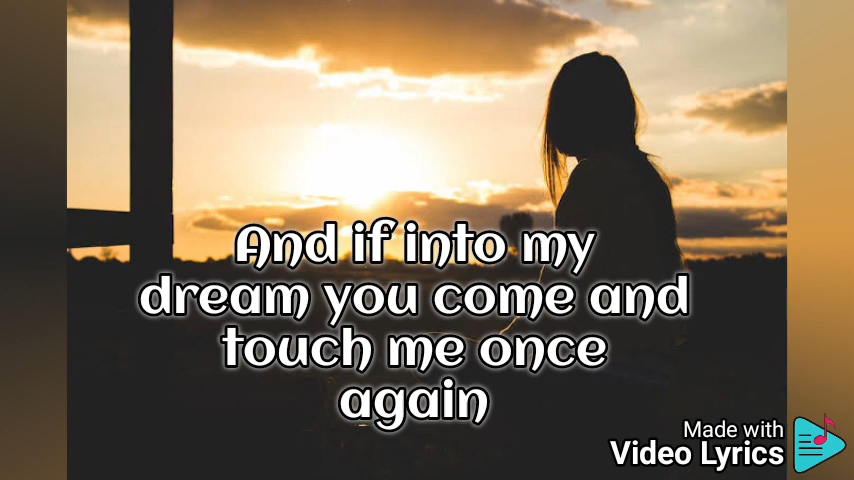 And if into my
dream you come and
touch me once
again
Made with
Video Lyrics